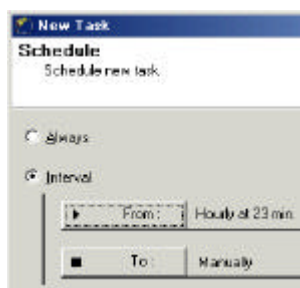 New Task
Schedule
Schedule new task
Always
Interval
From : Hourly at 23 min.
To : Manually